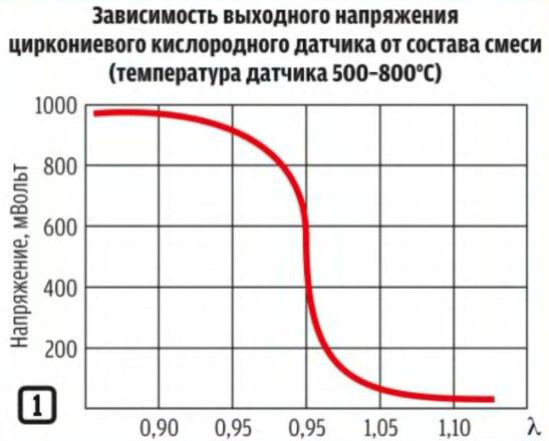 Зависимость выходного напряжения
циркониевого кислородного датчика от состава смеси
(температура датчика 500–800°C)
Напряжение, мВольт
1000
800
600
400
200
1
0,90 0,95 0,95 1,05 1,10 λ